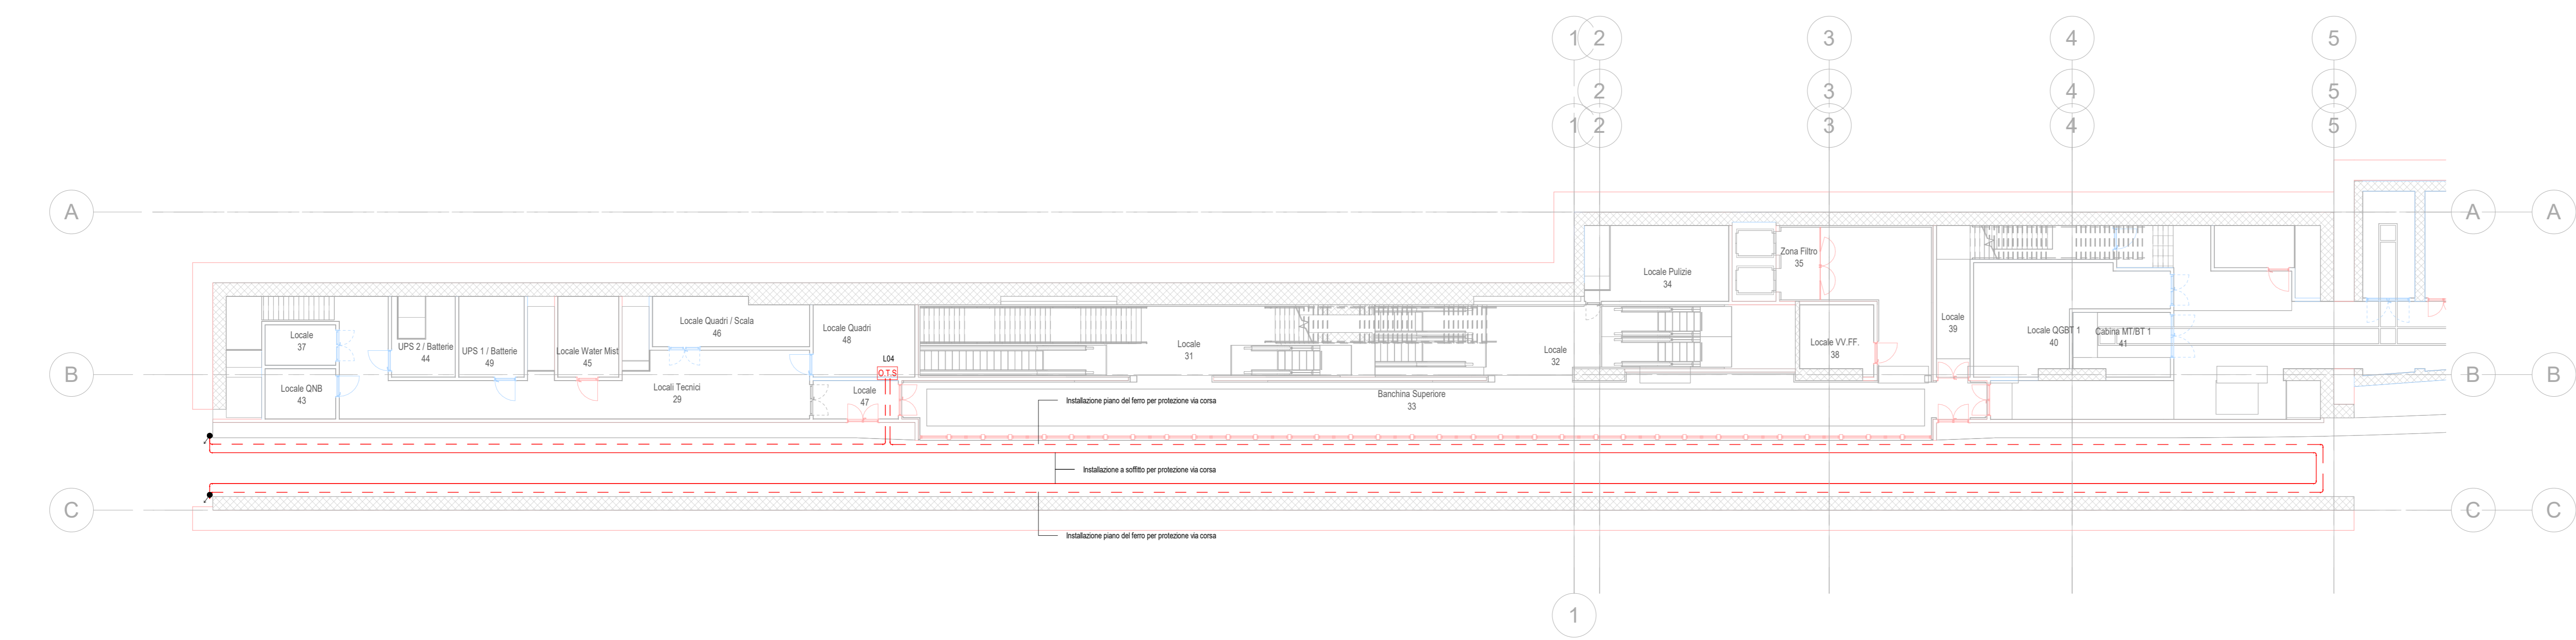 1 2 3 4 5
2 3 4 5
1 2 3 4 5
A A A
Zona Filtro
35
Locale Pulizie
34
Locale
37
UPS 2 / Batterie
44
UPS 1 / Batterie
49
Locale Water Mist
45
Locale Quadri / Scala
46
Locale Quadri
48
L04
O.T.S
Locale
31
Locale
32
Locale VV.FF.
38
Locale
39
Locale QGBT 1
40
Cabina MT/BT 1
41
B B B
Locale QNB
43
Locali Tecnici
29
Locale
47
Banchina Superiore
33
Installazione piano del ferro per protezione via corsa
Installazione a soffitto per protezione via corsa
C C C
Installazione piano del ferro per protezione via corsa
1